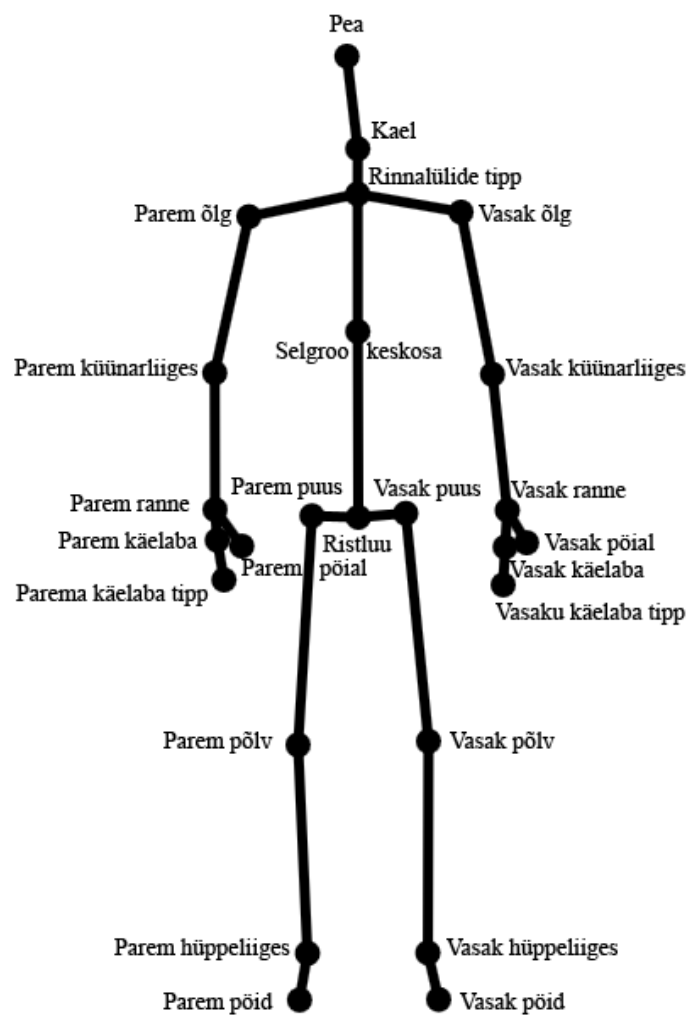 Pea
Kael
Rinnalülide tipp
Parem õlg
Vasak õlg
Selgroo keskosa
Parem küünarliiges
Vasak küünarliiges
Parem puus
Vasak puus
Parem ranne
Vasak ranne
Parem käelaba
Ristluu
Vasak pöial
Parem pöial
Vasak käelaba
Parema käelaba tipp
Vasaku käelaba tipp
Parem põlv
Vasak põlv
Parem hüppeliiges
Vasak hüppeliiges
Parem pöid
Vasak pöid